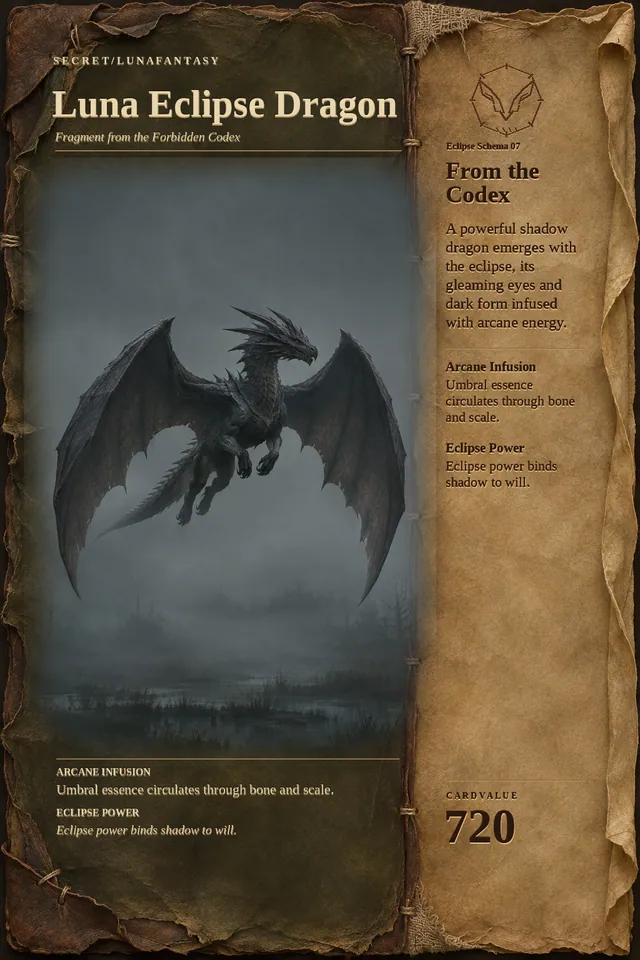 SECRET/LUNAFANTASY
Luna Eclipse Dragon
Fragment from the Forbidden Codex
ARCANE INFUSION
Umbral essence circulates through bone and scale.
ECLIPSE POWER
Eclipse power binds shadow to will.
Eclipse Schema 07
From the
Codex
A powerful shadow
dragon emerges with
the eclipse, its
gleaming eyes and
dark form infused
with arcane energy.
Arcane Infusion
Umbral essence
circulates through bone
and scale.
Eclipse Power
Eclipse power binds
shadow to will.
CARDVALUE
720